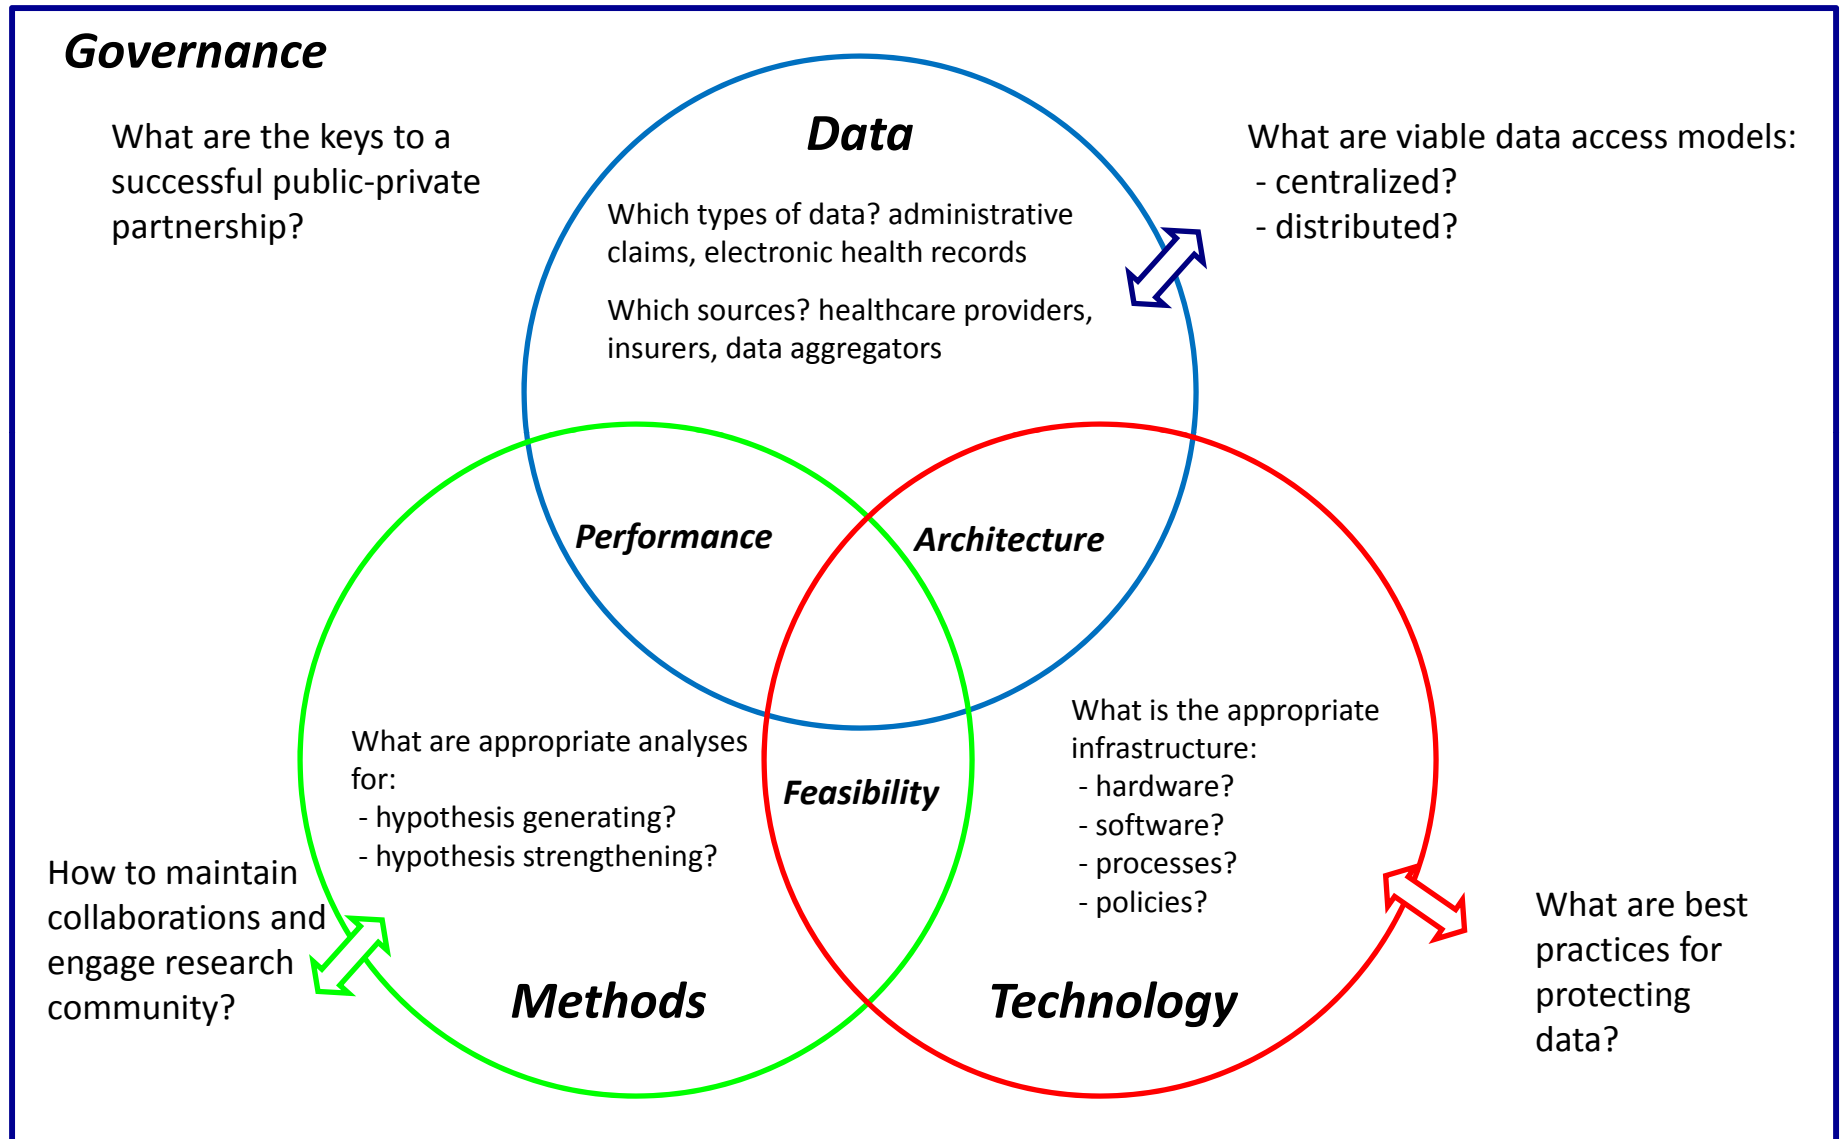 Governance
What are the keys to a
successful public-private
partnership?
Data
Which types of data? administrative
claims, electronic health records
Which sources? healthcare providers,
insurers, data aggregators
What are viable data access models:
- centralized?
- distributed?
Performance
Architecture
Feasibility
What are appropriate analyses
for:
- hypothesis generating?
- hypothesis strengthening?
Methods
What is the appropriate
infrastructure:
- hardware?
- software?
- processes?
- policies?
Technology
How to maintain
collaborations and
engage research
community?
What are best
practices for
protecting
data?